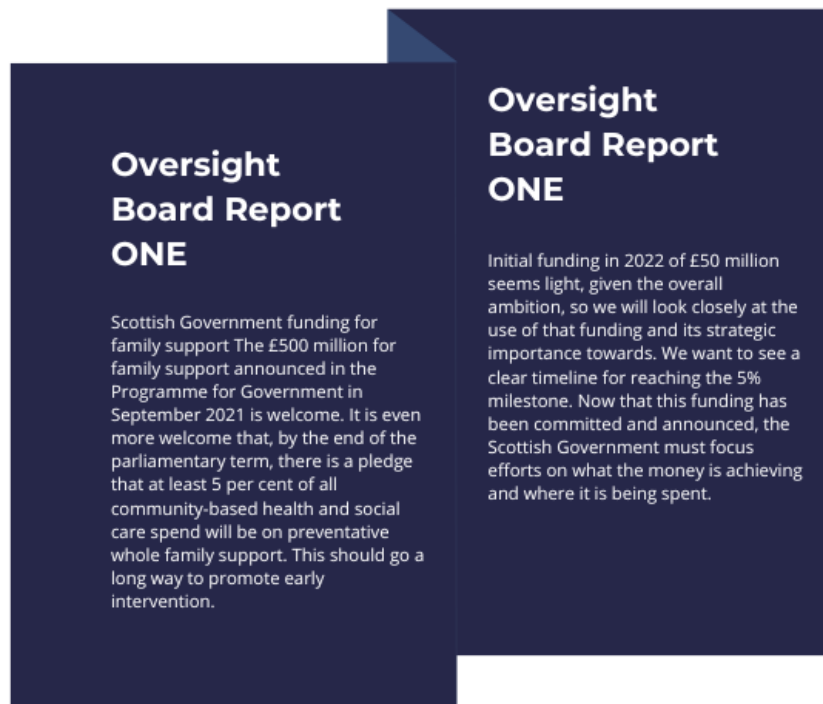 Oversight
Board Report
ONE
Scottish Government funding for
family support The £500 million for
family support announced in the
Programme for Government in
September 2021 is welcome. It is even
more welcome that, by the end of the
parliamentary term, there is a pledge
that at least 5 per cent of all
community-based health and social
care spend will be on preventative
whole family support. This should go a
long way to promote early
intervention.
Oversight
Board Report
ONE
Initial funding in 2022 of £50 million
seems light, given the overall
ambition, so we will look closely at the
use of that funding and its strategic
importance towards. We want to see a
clear timeline for reaching the 5%
milestone. Now that this funding has
been committed and announced, the
Scottish Government must focus
efforts on what the money is achieving
and where it is being spent.